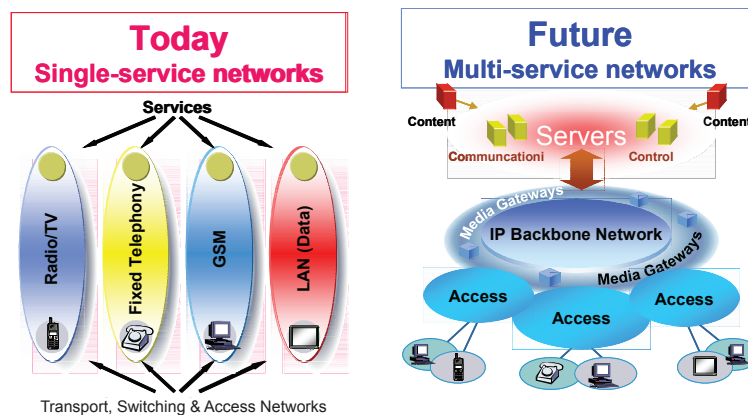 Today
Single-service networks
Services
Radio/TV
Fixed Telephony
GSM
LAN (Data)
Transport, Switching & Access Networks
Future
Multi-service networks
Content
Content
Servers
Communcationi
Control
Media Gateways
IP Backbone Network
Media Gateways
Access
Access
Access